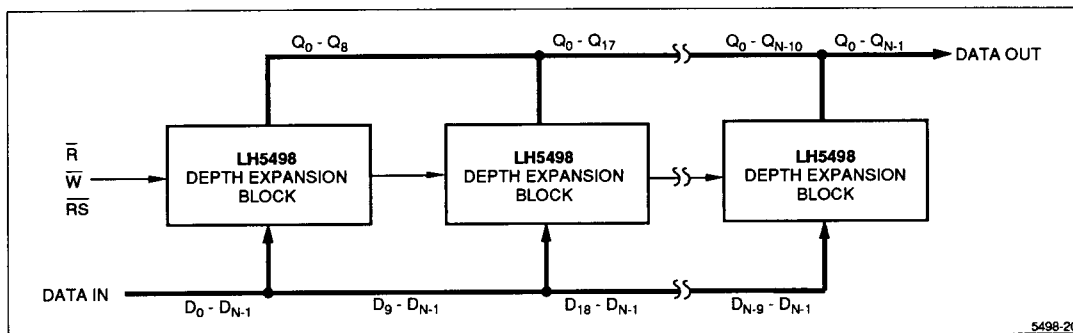 Q0 - Q8
Q0 - Q17
Q0 - QN-10
Q0 - QN-1
DATA OUT
R̅
W̅
R̅S̅
LH5498
DEPTH EXPANSION
BLOCK
LH5498
DEPTH EXPANSION
BLOCK
LH5498
DEPTH EXPANSION
BLOCK
DATA IN
D0 - DN-1
D9 - DN-1
D18 - DN-1
DN-9 - DN-1
5498-20